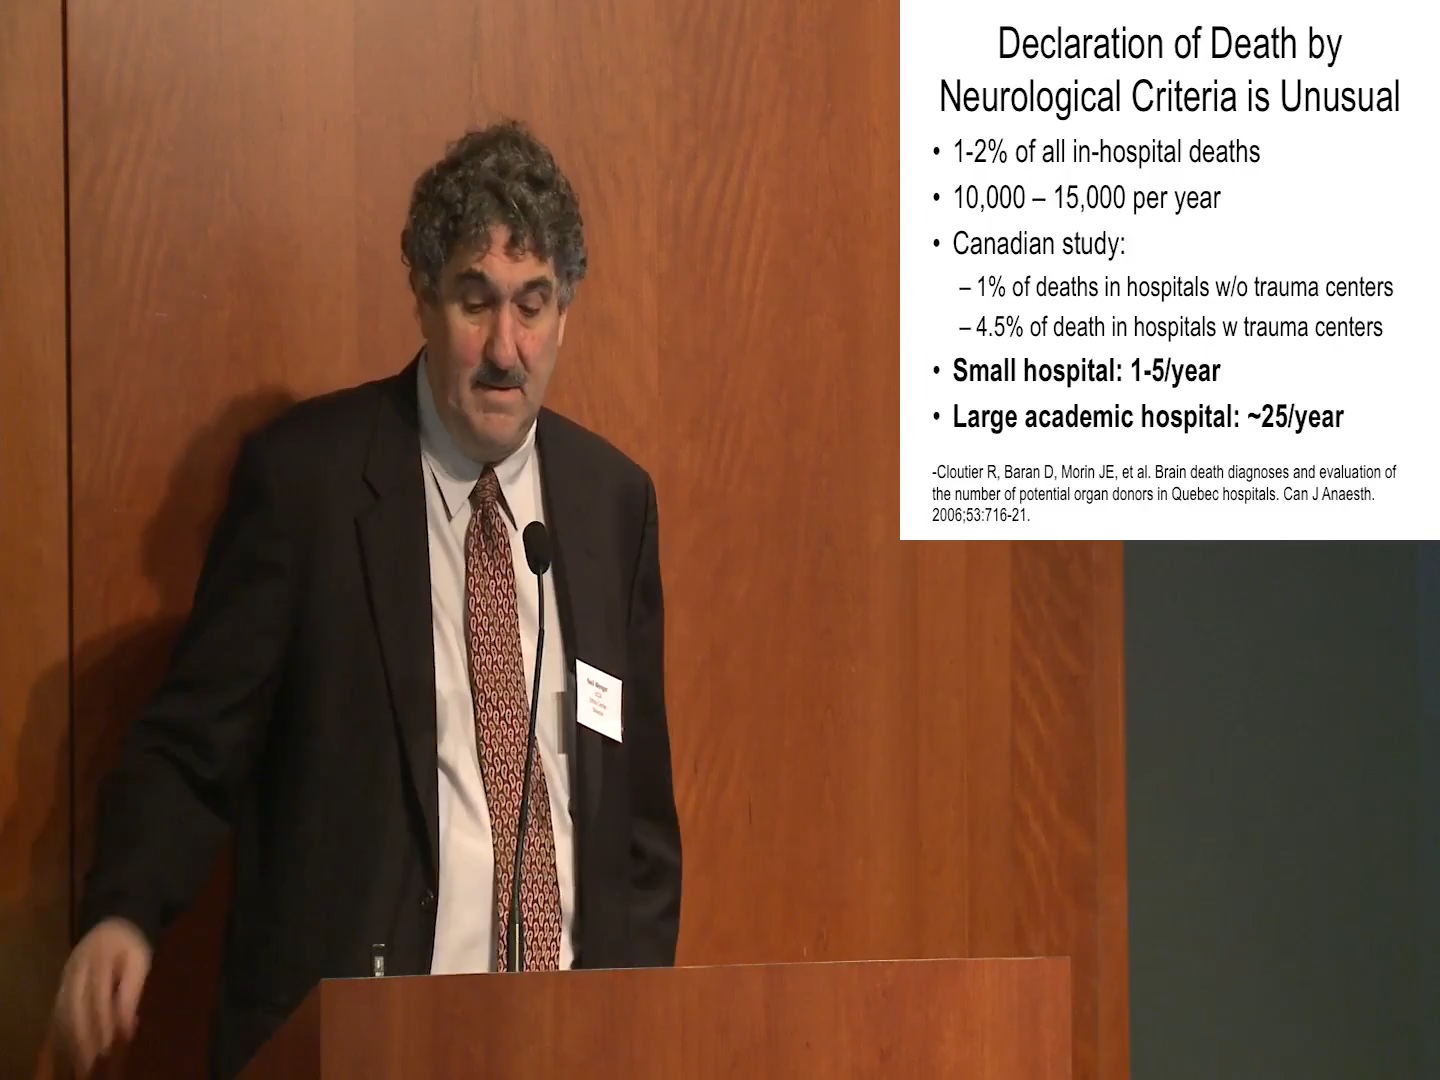 Declaration of Death by
Neurological Criteria is Unusual
• 1-2% of all in-hospital deaths
• 10,000 – 15,000 per year
• Canadian study:
– 1% of deaths in hospitals w/o trauma centers
– 4.5% of death in hospitals w trauma centers
• Small hospital: 1-5/year
• Large academic hospital: ~25/year
-Cloutier R, Baran D, Morin JE, et al. Brain death diagnoses and evaluation of
the number of potential organ donors in Quebec hospitals. Can J Anaesth.
2006;53:716-21.
Neil Wenger